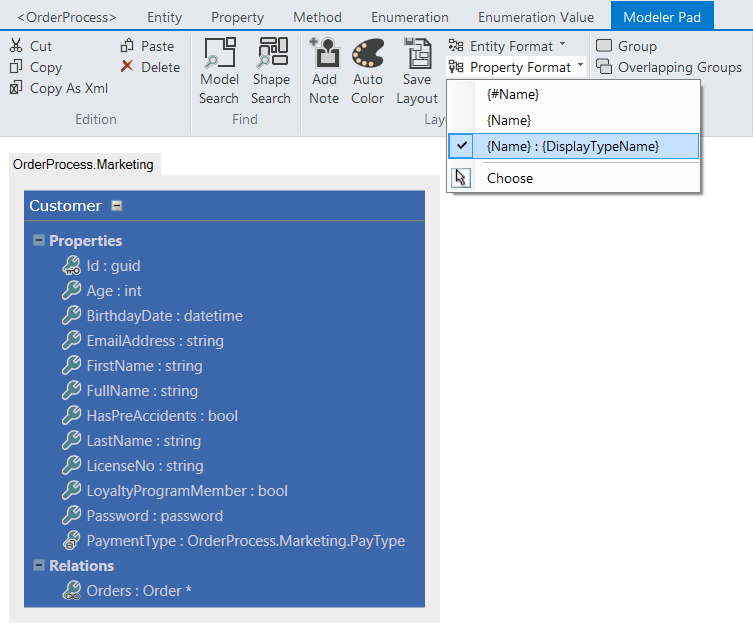 <OrderProcess> Entity Property Method Enumeration Enumeration Value Modeler Pad
Cut Paste
Copy Delete
Copy As Xml
Edition
Model Search
Shape Search
Find
Add Note
Auto Color
Save Layout
Entity Format
Property Format
Lay
Group
Overlapping Groups
{#Name}
{Name}
{Name} : {DisplayTypeName}
Choose
OrderProcess.Marketing
Customer
Properties
Id : guid
Age : int
BirthdayDate : datetime
EmailAddress : string
FirstName : string
FullName : string
HasPreAccidents : bool
LastName : string
LicenseNo : string
LoyaltyProgramMember : bool
Password : password
PaymentType : OrderProcess.Marketing.PayType
Relations
Orders : Order *